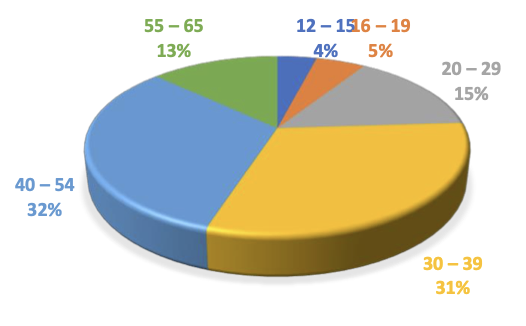 55 – 65
13%
12 – 15
4%
16 – 19
5%
20 – 29
15%
40 – 54
32%
30 – 39
31%